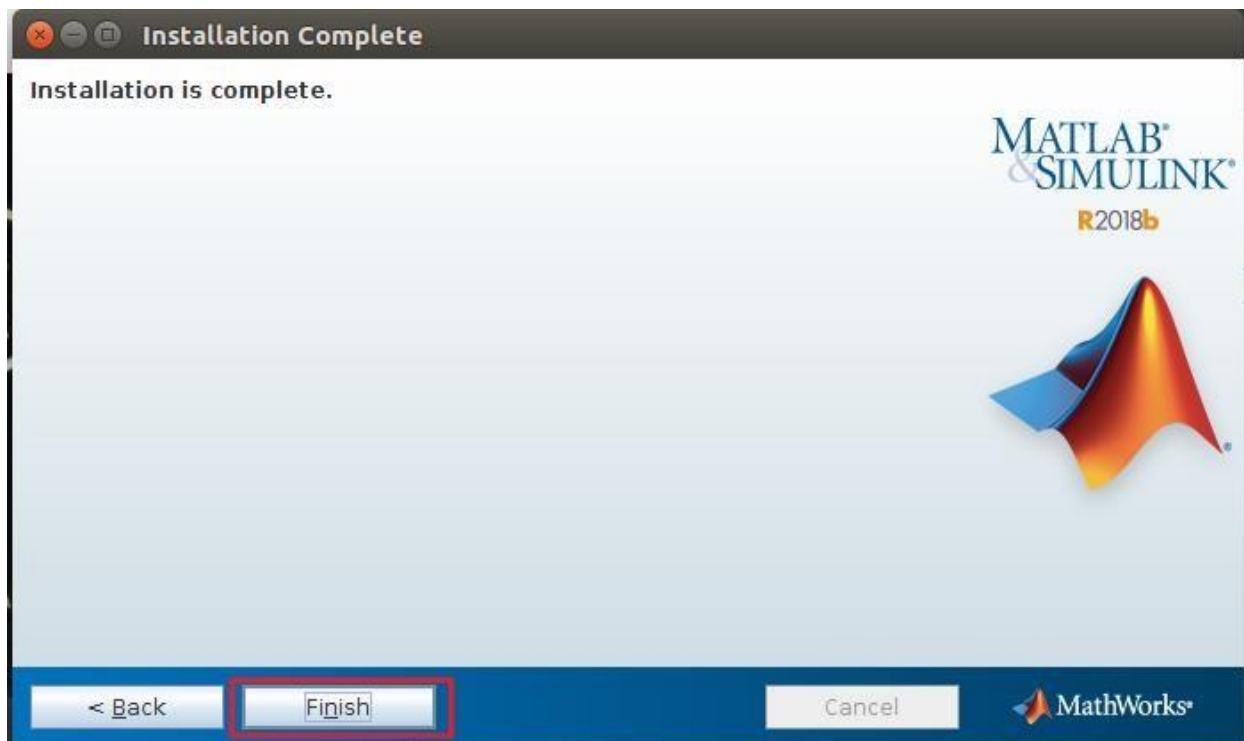 Installation Complete
Installation is complete.
MATLAB®
&SIMULINK®
R2018b
®
< Back
Finish
Cancel
MathWorks®